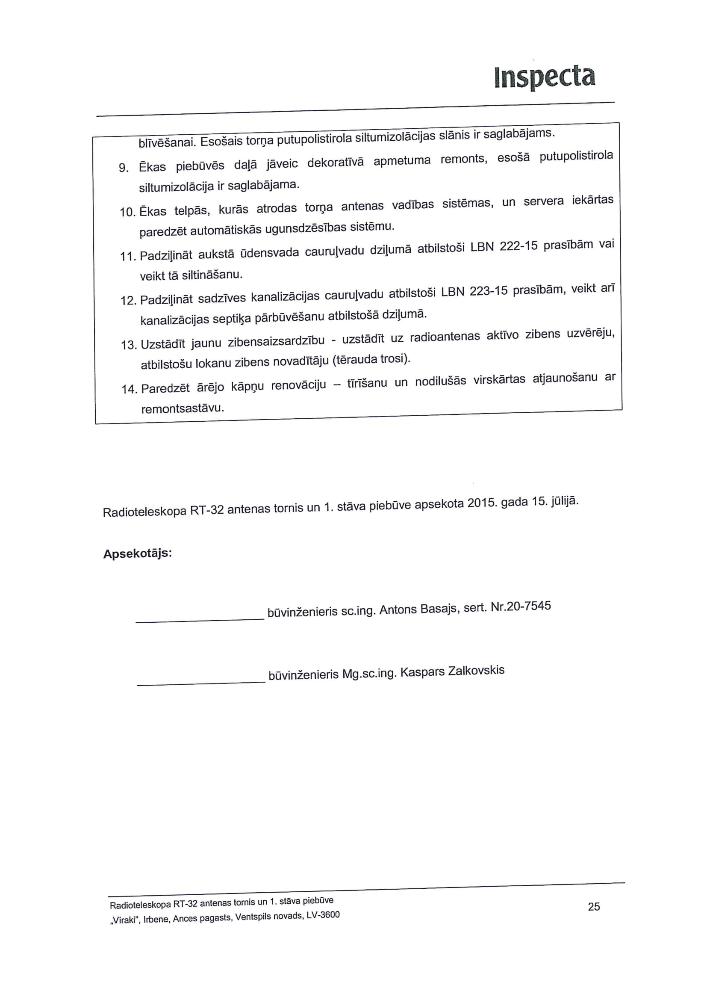 Inspecta
blīvēšanai. Esošais torņa putupolistirola siltumizolācijas slānis ir saglabājams.
9. Ēkas piebūvēs daļā jāveic dekoratīvā apmetuma remonts, esošā putupolistirola
siltumizolācija ir saglabājama.
10. Ēkas telpās, kurās atrodas torņa antenas vadības sistēmas, un servera iekārtas
paredzēt automātiskās ugunsdzēsības sistēmu.
11. Padziļināt aukstā ūdensvada cauruļvadu dziļumā atbilstoši LBN 222-15 prasībām vai
veikt tā siltināšanu.
12. Padziļināt sadzīves kanalizācijas cauruļvadu atbilstoši LBN 223-15 prasībām, veikt arī
kanalizācijas septiķa pārbūvēšanu atbilstošā dziļumā.
13. Uzstādīt jaunu zibensaizsardzību - uzstādīt uz radioantenas aktīvo zibens uzvērēju,
atbilstošu lokanu zibens novadītāju (tērauda trosi).
14. Paredzēt ārējo kāpņu renovāciju – tīrīšanu un nodilušās virskārtas atjaunošanu ar
remontsastāvu.
Radioteleskopa RT-32 antenas tornis un 1. stāva piebūve apsekota 2015. gada 15. jūlijā.
Apsekotājs:
būvinženieris sc.ing. Antons Basajs, sert. Nr.20-7545
būvinženieris Mg.sc.ing. Kaspars Zalkovskis
Radioteleskopa RT-32 antenas tornis un 1. stāva piebūve
„Viraki", Irbene, Ances pagasts, Ventspils novads, LV-3600
25